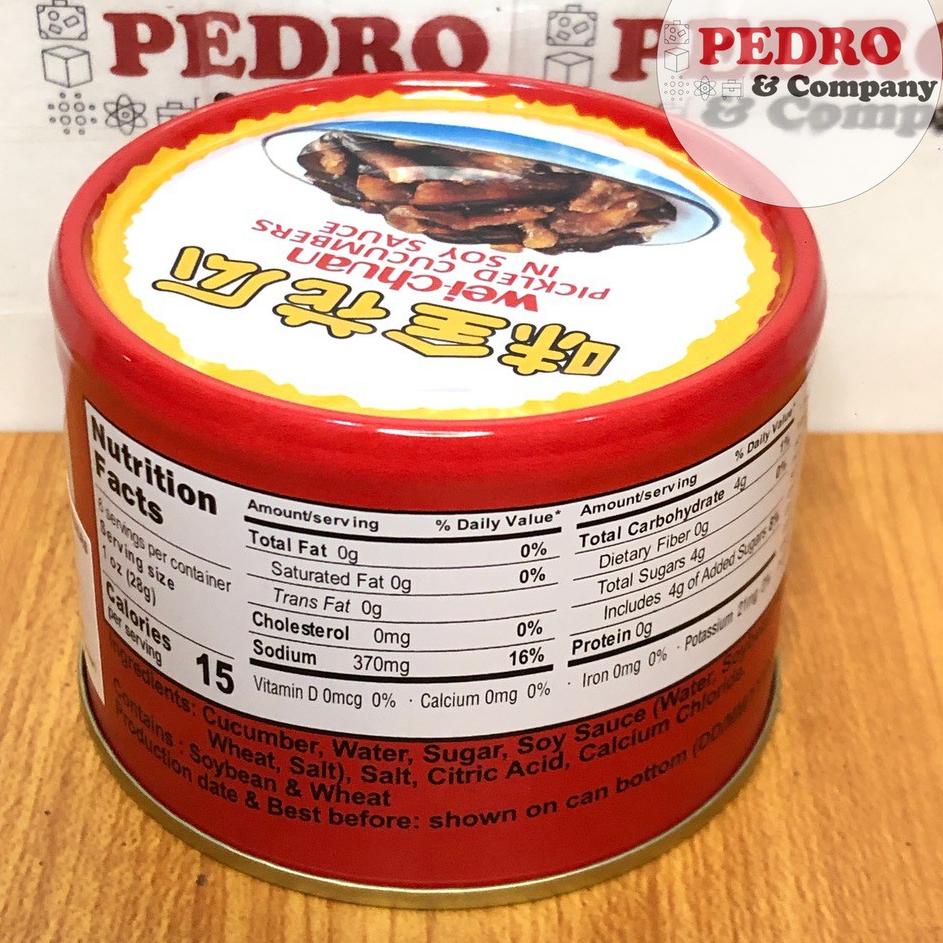 PEDRO
PEDRO
& Company
味全花瓜
wei-chuan
PICKLED CUCUMBERS
IN SOY SAUCE
Nutrition
Facts
6 servings per container
Serving size
1 oz (28g)
Calories
per serving
15
Amount/serving % Daily Value*
Total Fat 0g 0%
Saturated Fat 0g 0%
Trans Fat 0g
Cholesterol 0mg 0%
Sodium 370mg 16%
Amount/serving % Daily Value*
Total Carbohydrate 4g 1%
Dietary Fiber 0g 0%
Total Sugars 4g
Includes 4g of Added Sugars 8%
Protein 0g
Vitamin D 0mcg 0% · Calcium 0mg 0% · Iron 0mg 0% · Potassium 21mg 0%
Ingredients: Cucumber, Water, Sugar, Soy Sauce (Water, Soybean,
Wheat, Salt), Salt, Citric Acid, Calcium Chloride.
Contains : Soybean & Wheat
Production date & Best before: shown on can bottom